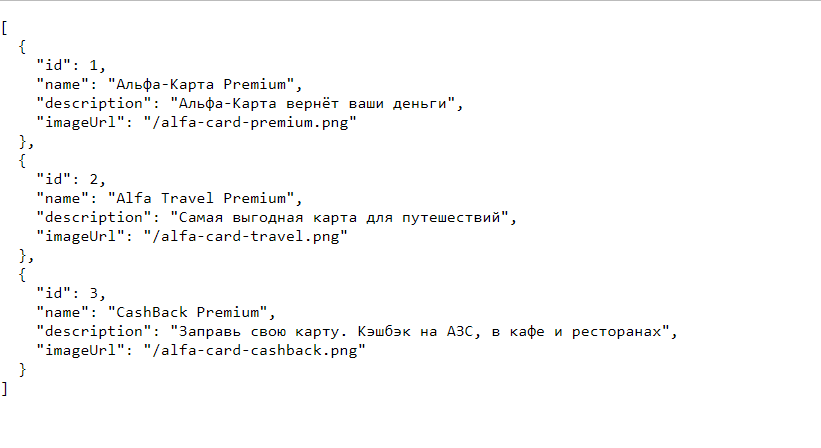 [
  {
    "id": 1,
    "name": "Альфа-Карта Premium",
    "description": "Альфа-Карта вернёт ваши деньги",
    "imageUrl": "/alfa-card-premium.png"
  },
  {
    "id": 2,
    "name": "Alfa Travel Premium",
    "description": "Самая выгодная карта для путешествий",
    "imageUrl": "/alfa-card-travel.png"
  },
  {
    "id": 3,
    "name": "CashBack Premium",
    "description": "Заправь свою карту. Кэшбэк на АЗС, в кафе и ресторанах",
    "imageUrl": "/alfa-card-cashback.png"
  }
]